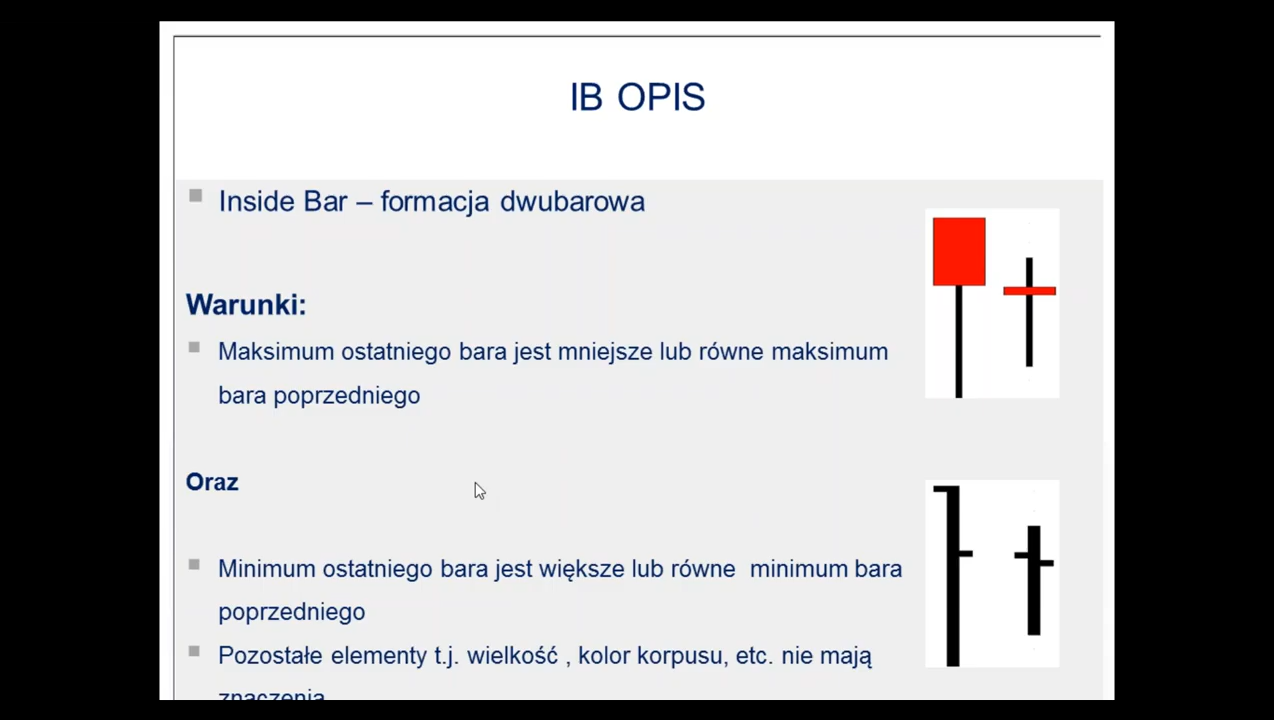 IB OPIS
Inside Bar – formacja dwubarowa
Warunki:
Maksimum ostatniego bara jest mniejsze lub równe maksimum
bara poprzedniego
Oraz
Minimum ostatniego bara jest większe lub równe minimum bara
poprzedniego
Pozostałe elementy t.j. wielkość , kolor korpusu, etc. nie mają
znaczenia